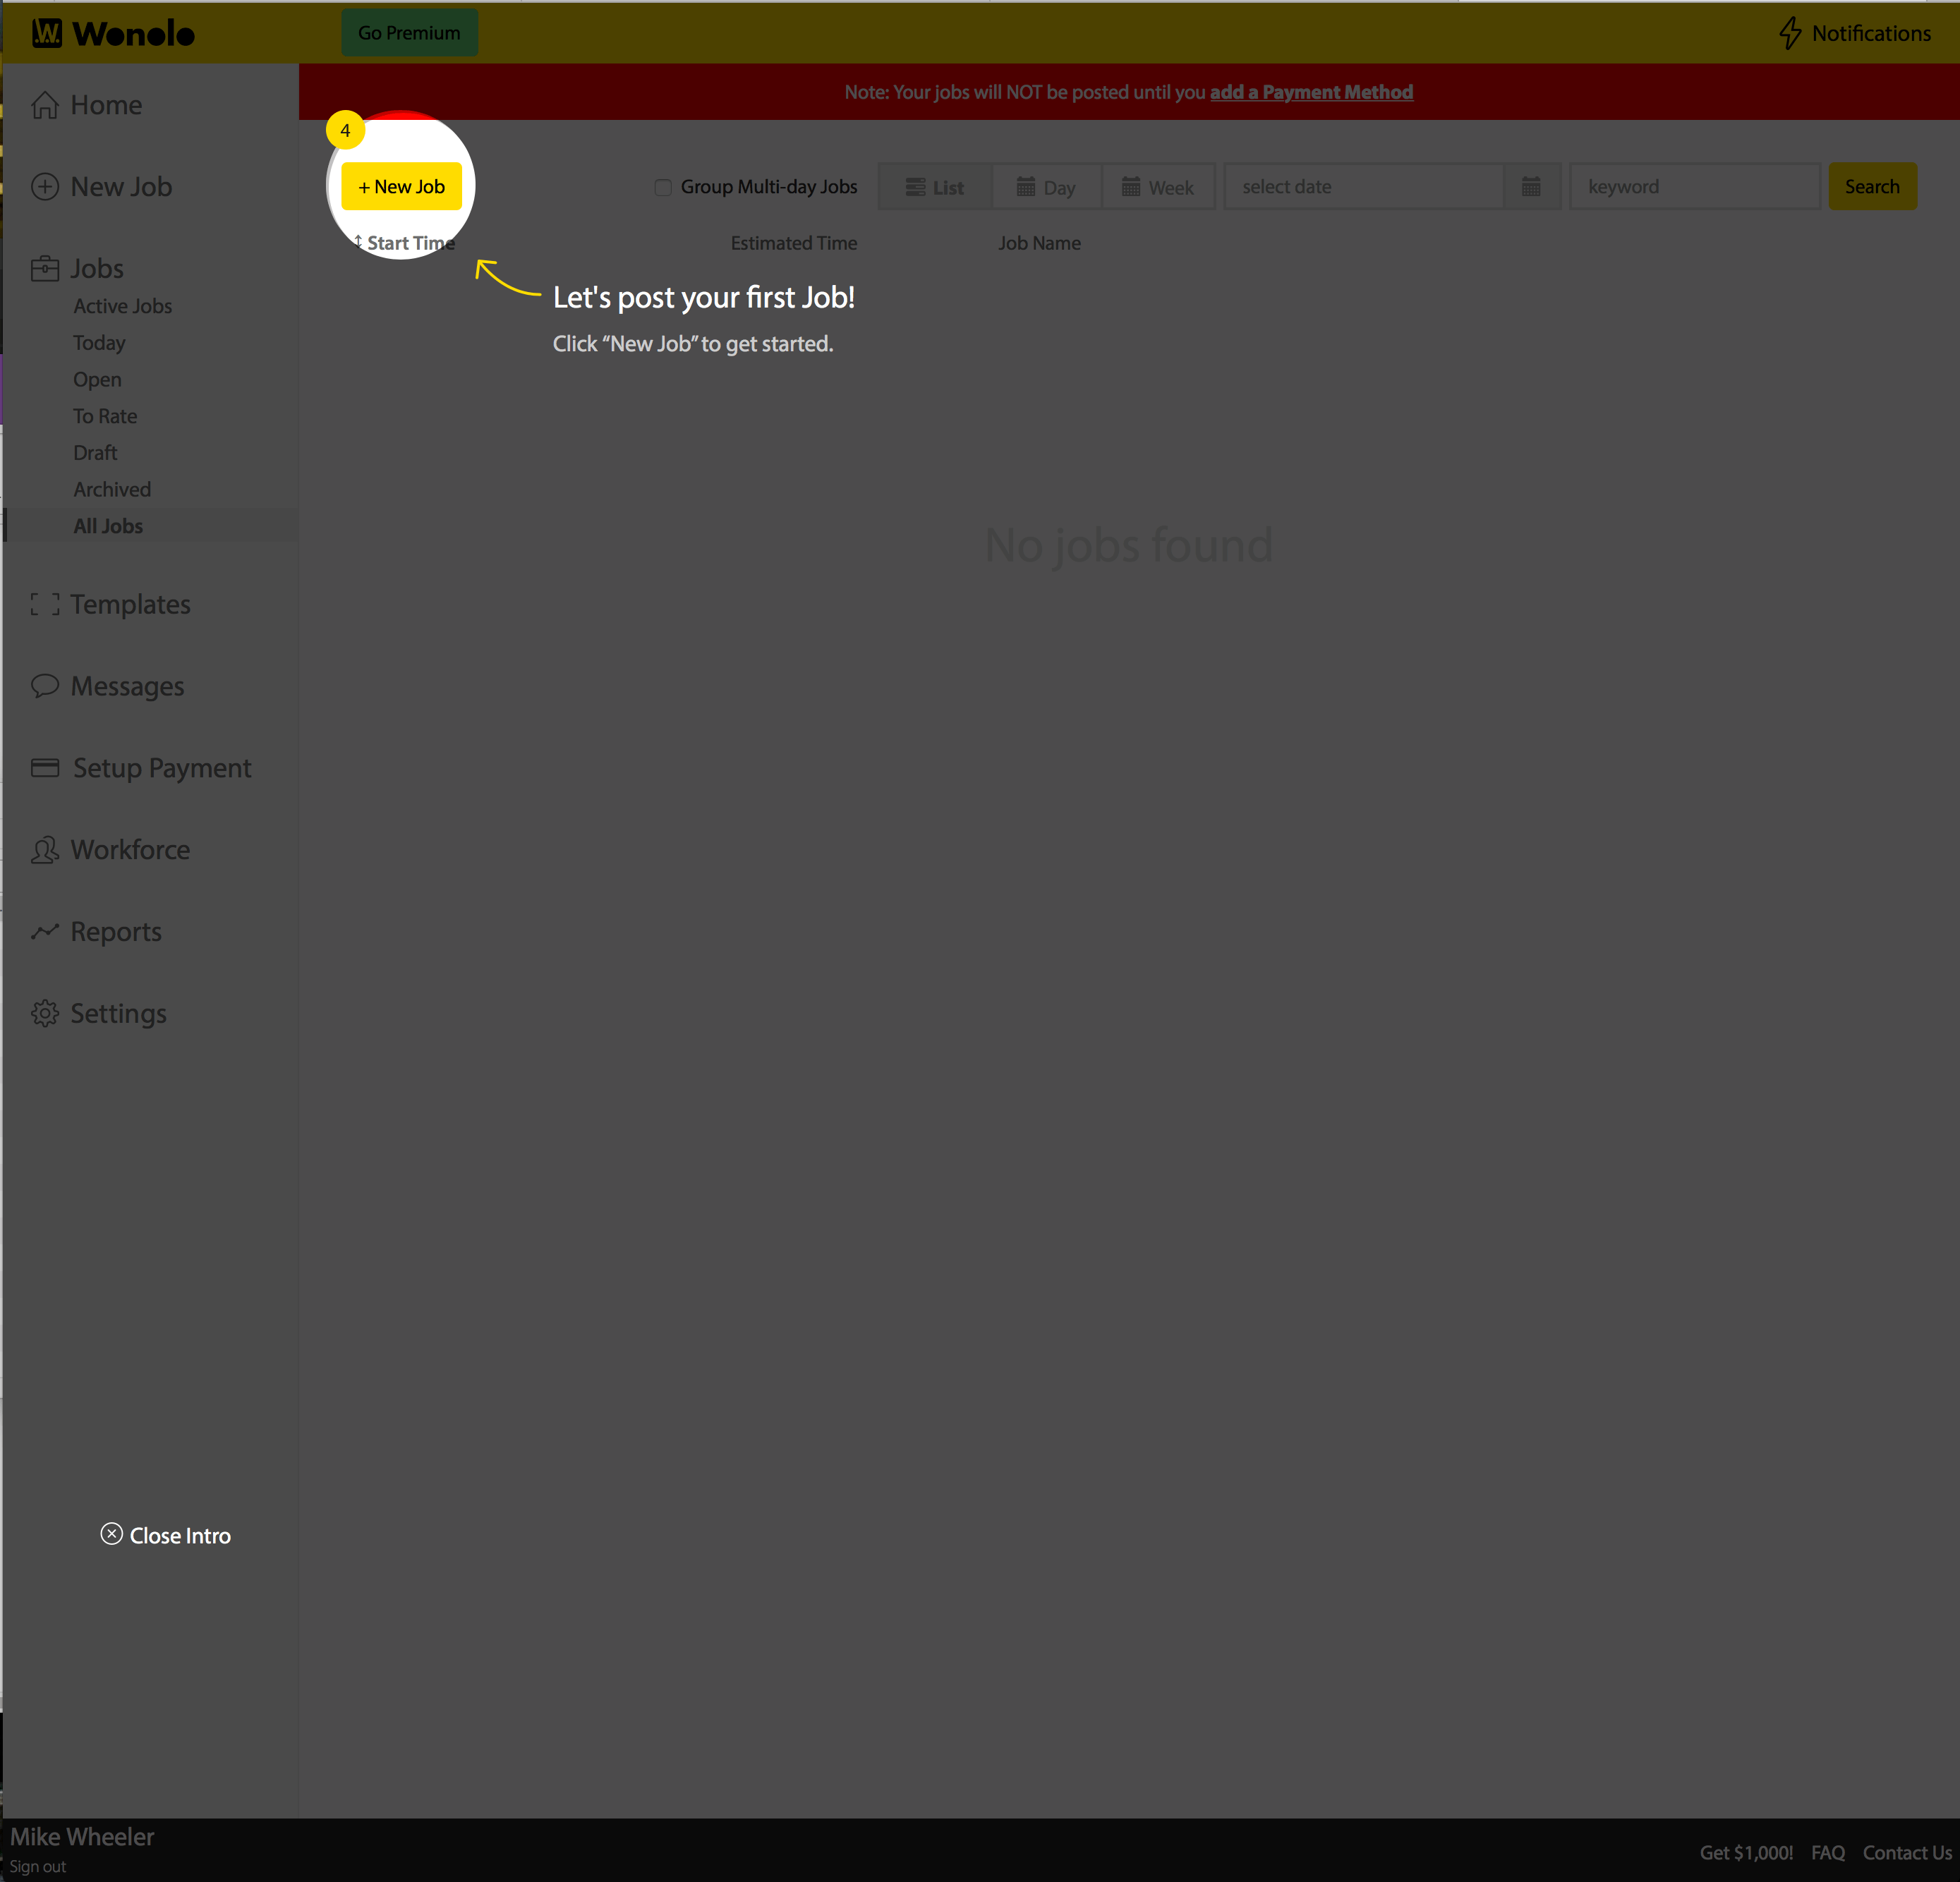 W. Wonolo
Go Premium
Notifications
Note: Your jobs will NOT be posted until you add a Payment Method
Home
New Job
Jobs
Active Jobs
Today
Open
To Rate
Draft
Archived
All Jobs
Templates
Messages
Setup Payment
Workforce
Reports
Settings
Close Intro
4
+ New Job
Group Multi-day Jobs
List
Day
Week
select date
keyword
Search
Start Time
Estimated Time
Job Name
Let's post your first Job!
Click “New Job” to get started.
No jobs found
Mike Wheeler
Sign out
Get $1,000!
FAQ
Contact Us